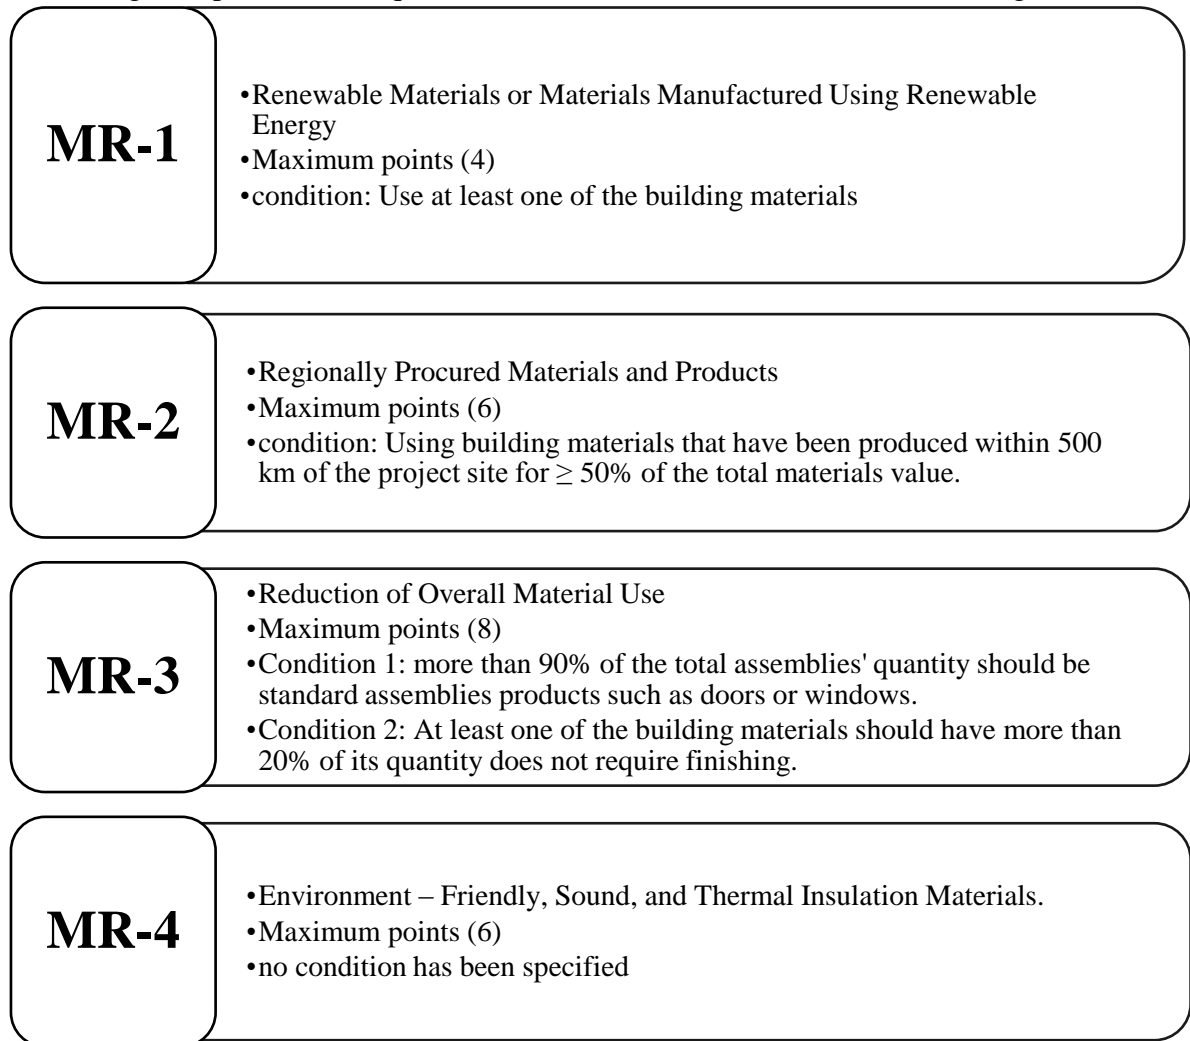 MR-1
•Renewable Materials or Materials Manufactured Using Renewable
Energy
•Maximum points (4)
•condition: Use at least one of the building materials
MR-2
•Regionally Procured Materials and Products
•Maximum points (6)
•condition: Using building materials that have been produced within 500
km of the project site for ≥ 50% of the total materials value.
MR-3
•Reduction of Overall Material Use
•Maximum points (8)
•Condition 1: more than 90% of the total assemblies' quantity should be
standard assemblies products such as doors or windows.
•Condition 2: At least one of the building materials should have more than
20% of its quantity does not require finishing.
MR-4
•Environment – Friendly, Sound, and Thermal Insulation Materials.
•Maximum points (6)
•no condition has been specified